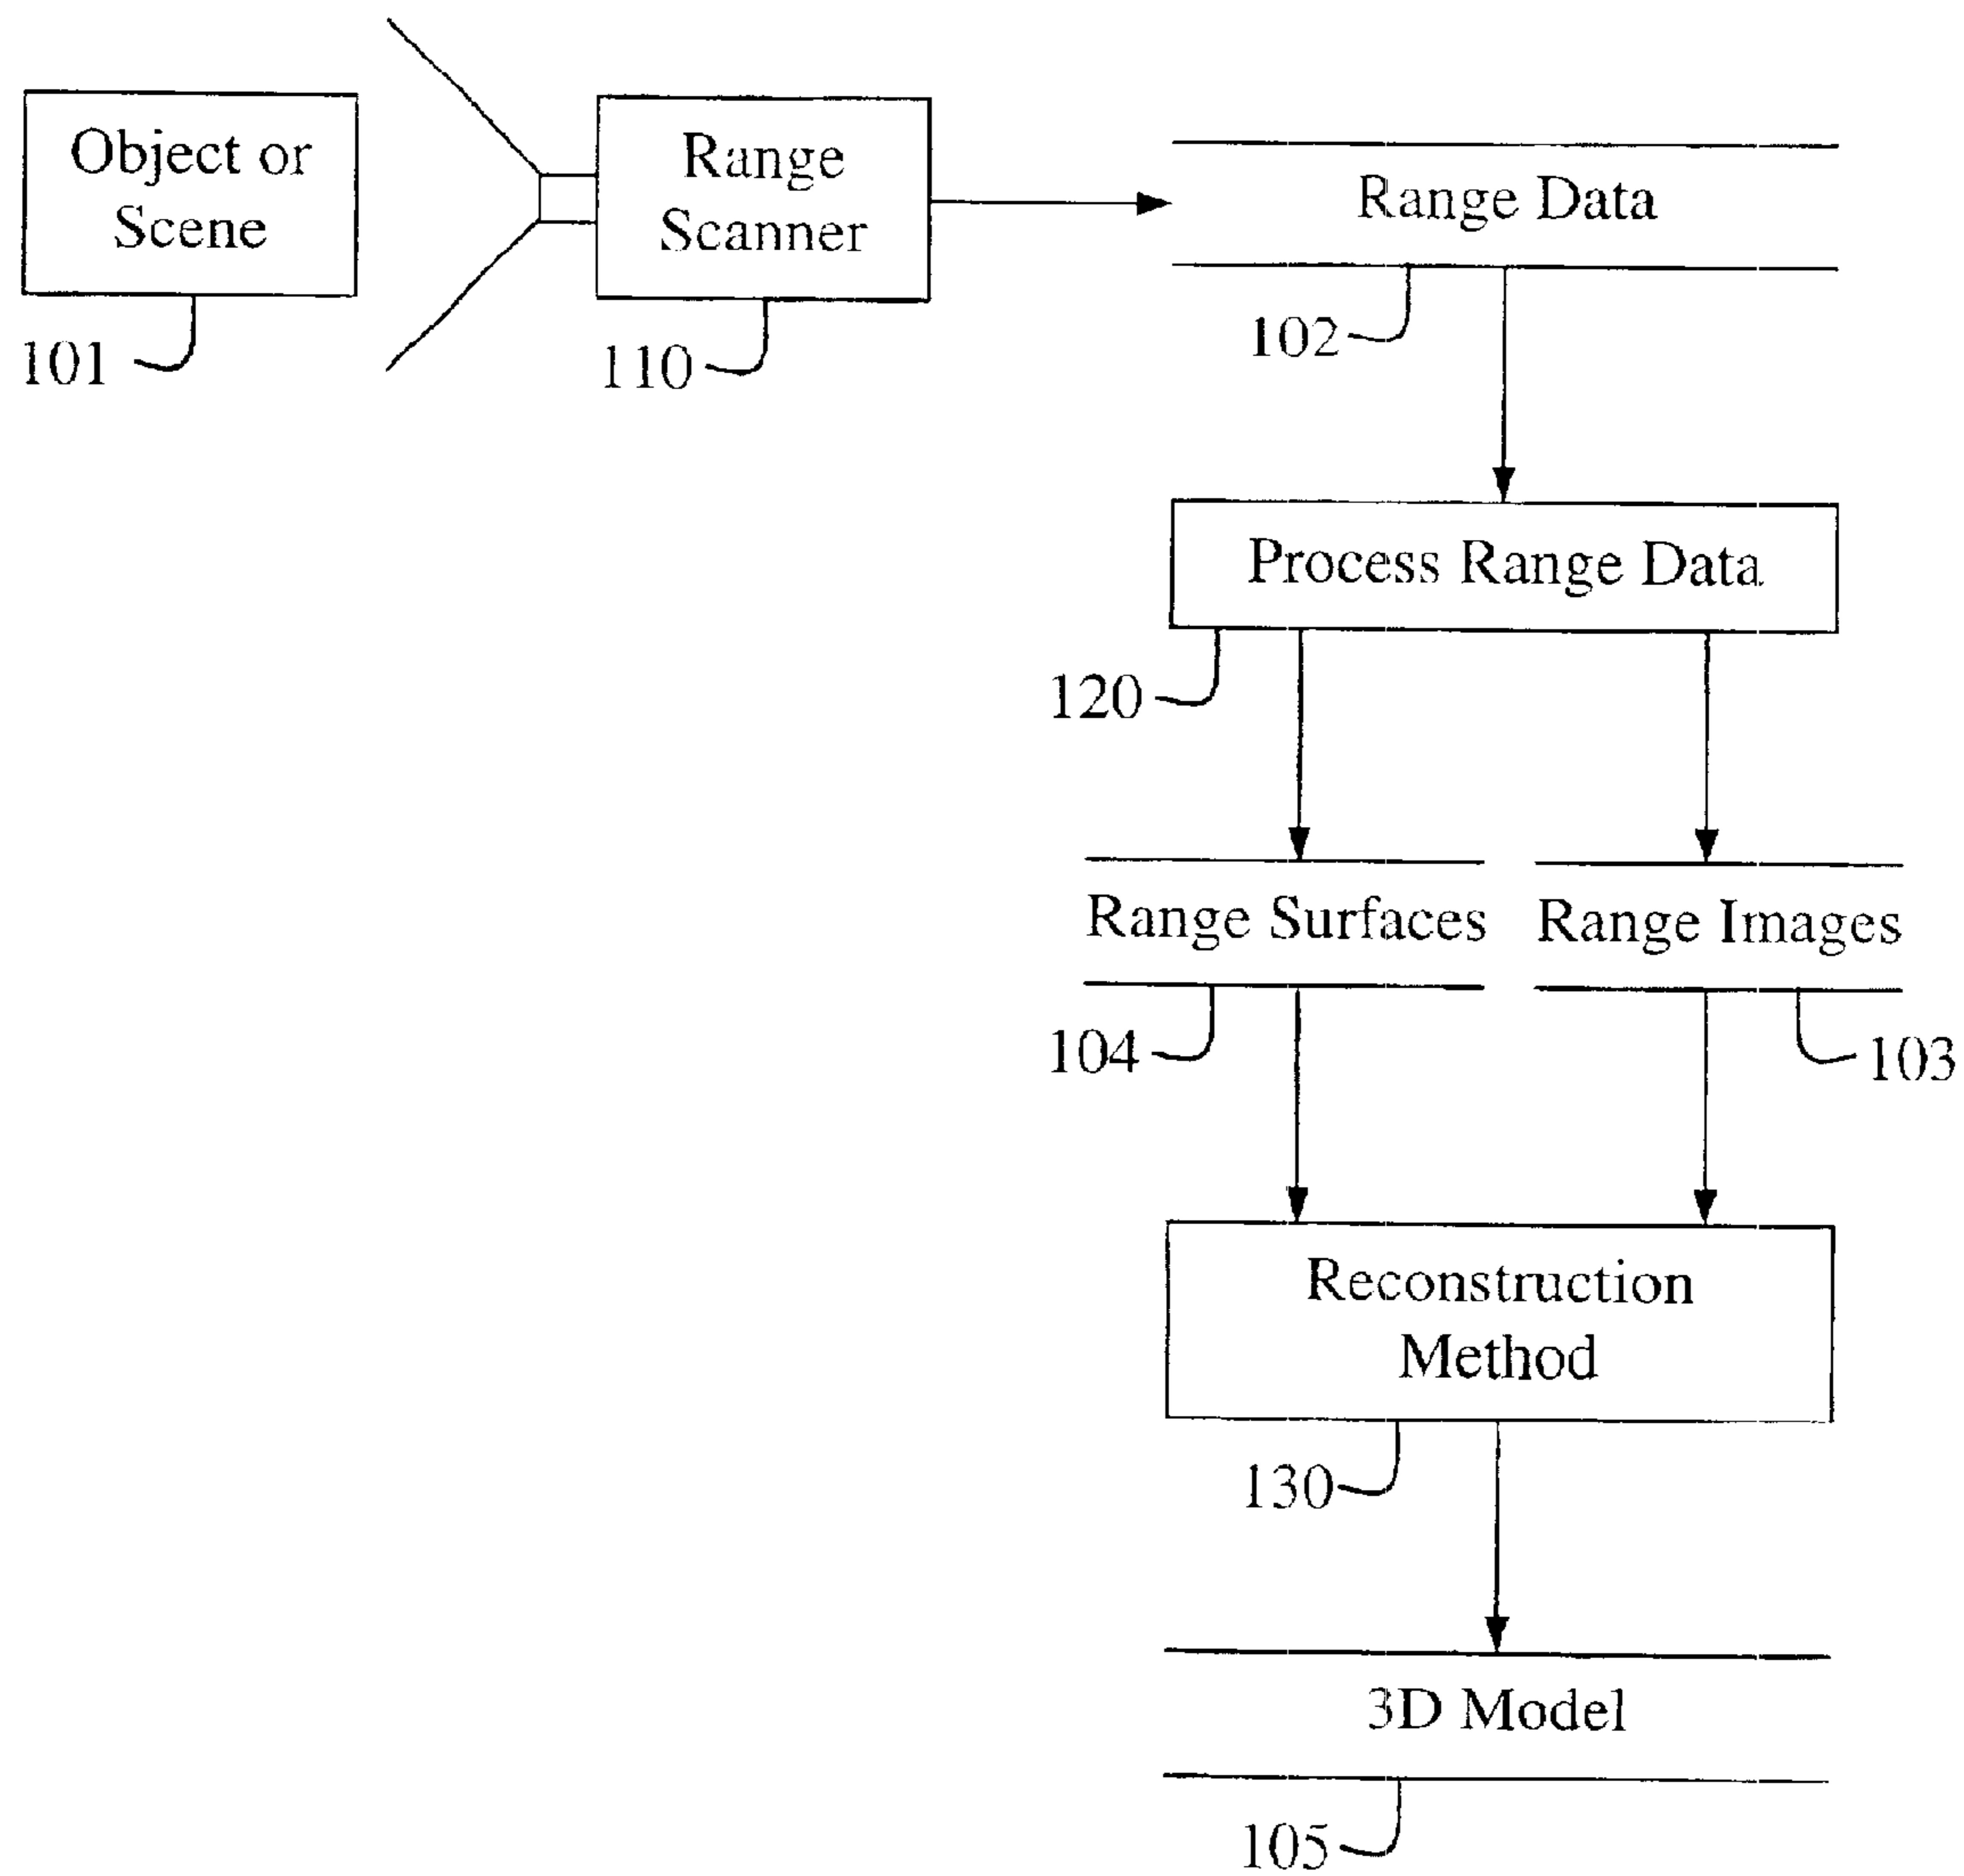 Object or
Scene
101
Range
Scanner
110
Range Data
102
Process Range Data
120
Range Surfaces
Range Images
104
103
Reconstruction
Method
130
3D Model
105